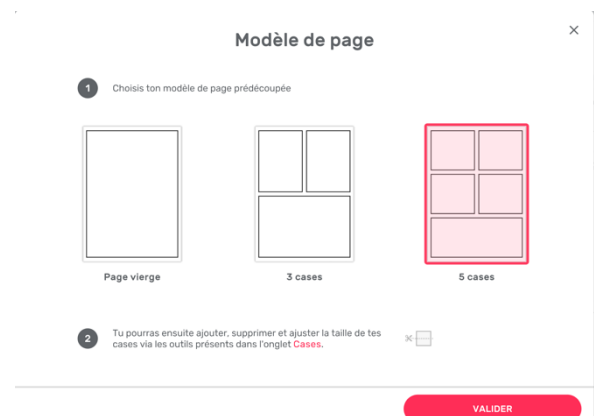 Modèle de page
1
Choisis ton modèle de page prédécoupée
Page vierge
3 cases
5 cases
2
Tu pourras ensuite ajouter, supprimer et ajuster la taille de tes
cases via les outils présents dans l'onglet Cases.
VALIDER